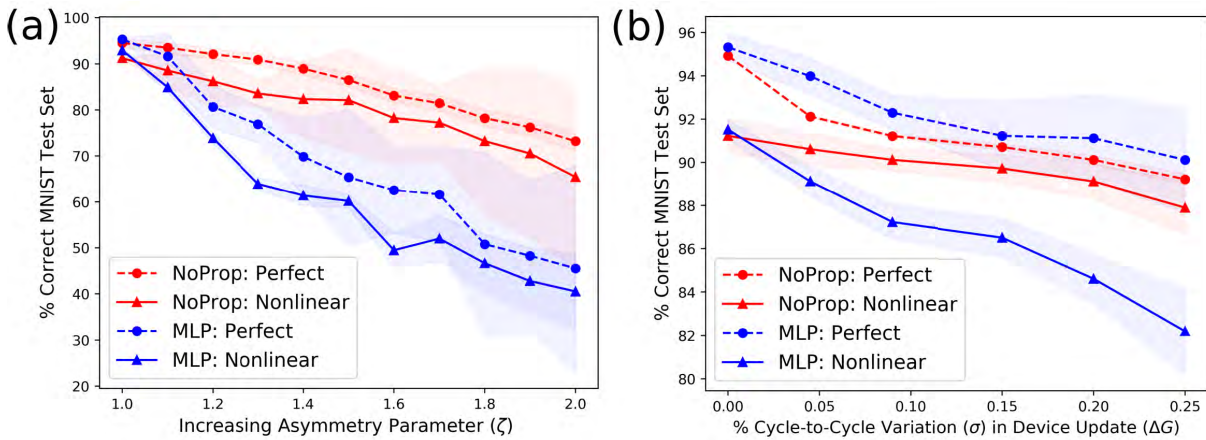 (a)
% Correct MNIST Test Set
100
90
80
70
60
50
40
30
20
NoProp: Perfect
NoProp: Nonlinear
MLP: Perfect
MLP: Nonlinear
1.0 1.2 1.4 1.6 1.8 2.0
Increasing Asymmetry Parameter (ζ)
(b)
% Correct MNIST Test Set
96
94
92
90
88
86
84
82
80
NoProp: Perfect
NoProp: Nonlinear
MLP: Perfect
MLP: Nonlinear
0.00 0.05 0.10 0.15 0.20 0.25
% Cycle-to-Cycle Variation (σ) in Device Update (ΔG)